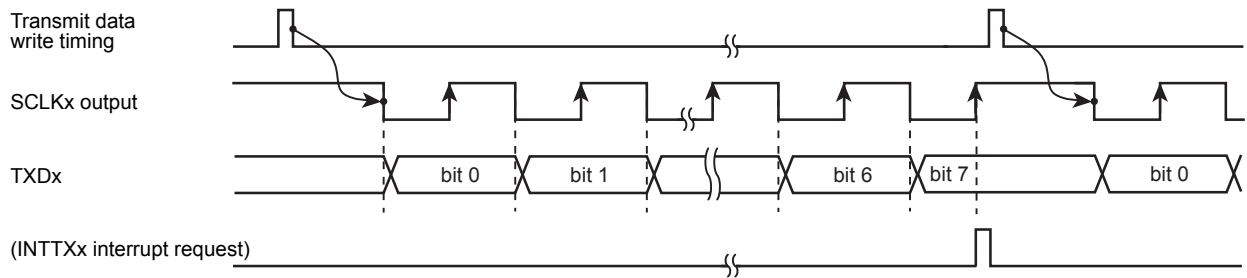 Transmit data
write timing
SCLKx output
TXDx
bit 0
bit 1
bit 6
bit 7
bit 0
(INTTXx interrupt request)